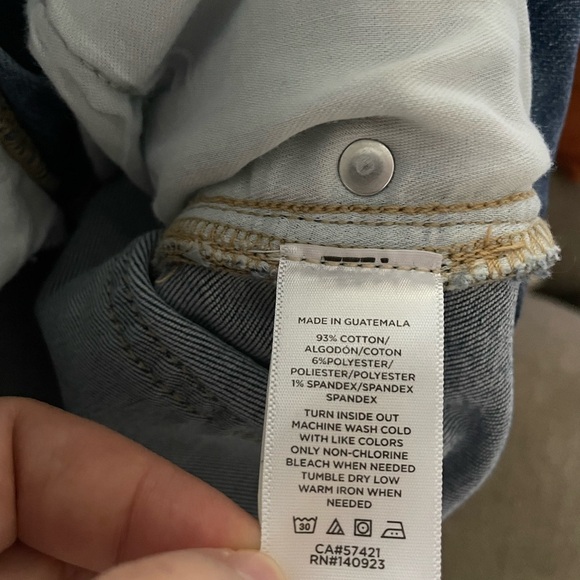 MADE IN GUATEMALA
93% COTTON/
ALGODÓN/COTON
6%POLYESTER/
POLIESTER/POLYESTER
1% SPANDEX/SPANDEX
SPANDEX
TURN INSIDE OUT
MACHINE WASH COLD
WITH LIKE COLORS
ONLY NON-CHLORINE
BLEACH WHEN NEEDED
TUMBLE DRY LOW
WARM IRON WHEN
NEEDED
30
CA#57421
RN#140923